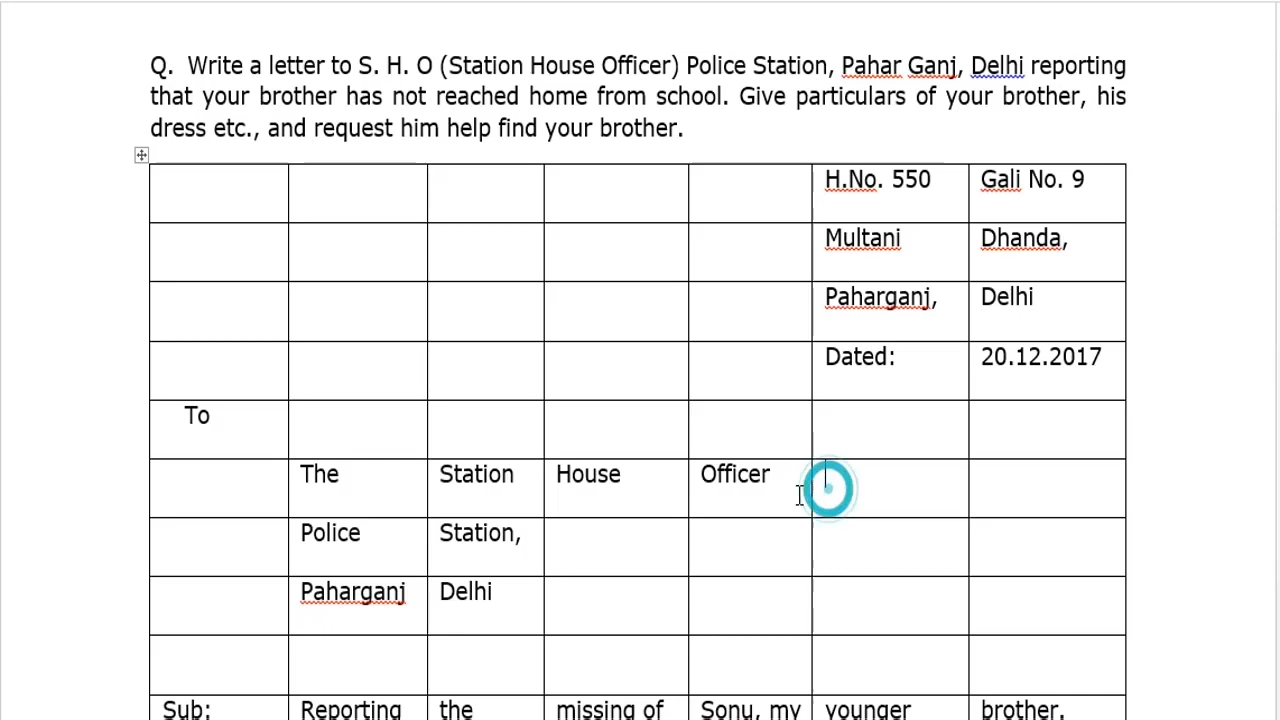 Q.  Write a letter to S. H. O (Station House Officer) Police Station, Pahar Ganj, Delhi reporting
that your brother has not reached home from school. Give particulars of your brother, his
dress etc., and request him help find your brother.
H.No. 550 Gali No. 9
Multani Dhanda,
Paharganj, Delhi
Dated: 20.12.2017
To
The Station House Officer
Police Station,
Paharganj Delhi
Sub: Reporting the missing of Sonu, my younger brother.